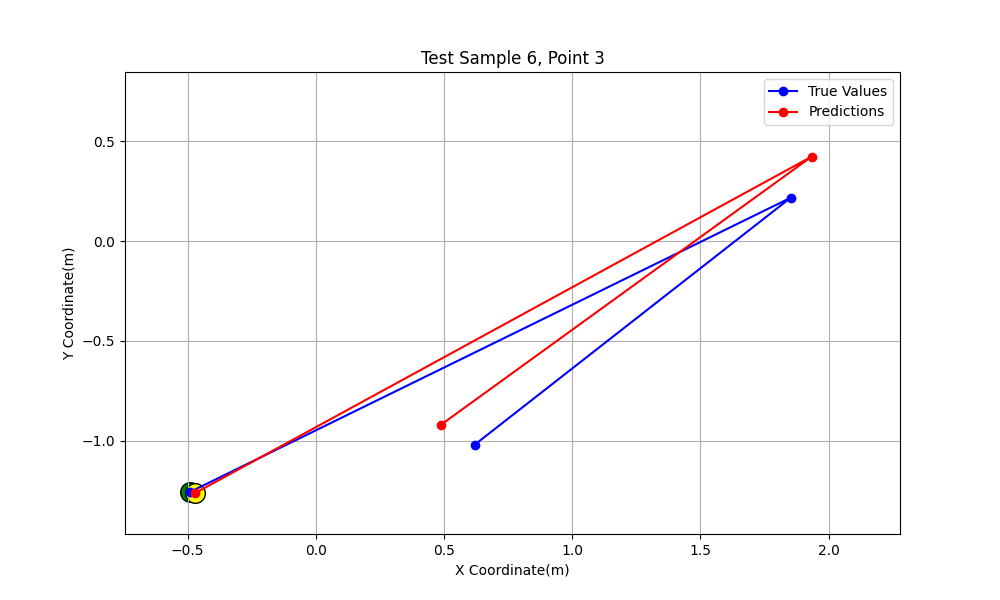 Test Sample 6, Point 3
True Values
Predictions
0.5
0.0
−0.5
−1.0
Y Coordinate(m)
−0.5
0.0
0.5
1.0
1.5
2.0
X Coordinate(m)